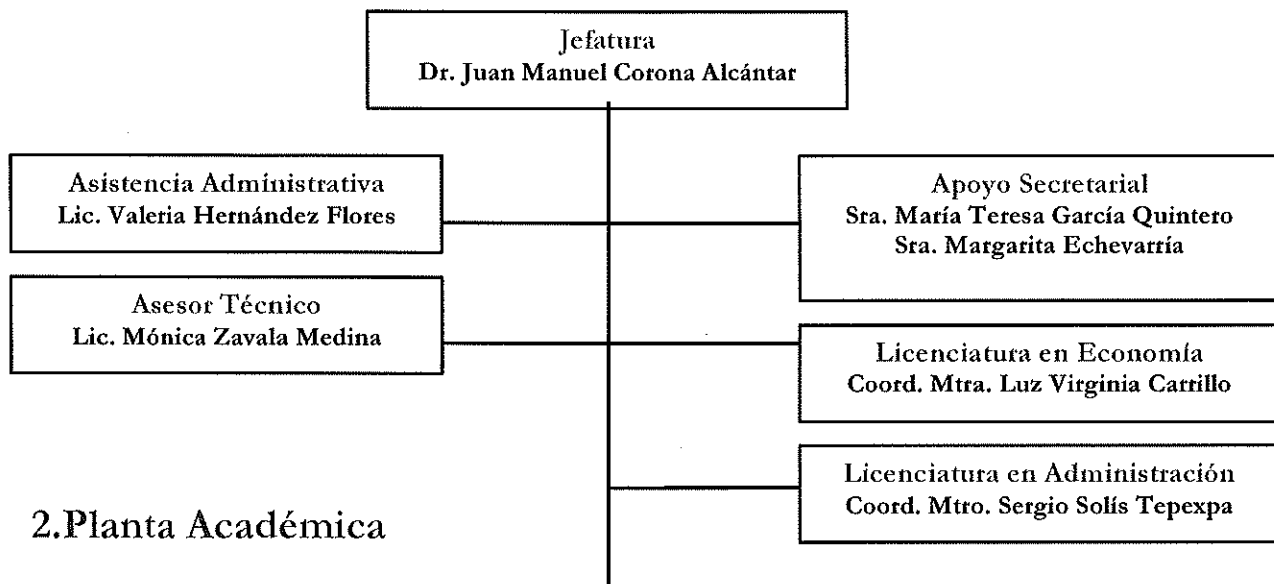 Jefatura
Dr. Juan Manuel Corona Alcántar
Asistencia Administrativa
Lic. Valeria Hernández Flores
Apoyo Secretarial
Sra. María Teresa García Quintero
Sra. Margarita Echevarría
Asesor Técnico
Lic. Mónica Zavala Medina
Licenciatura en Economía
Coord. Mtra. Luz Virginia Carrillo
Licenciatura en Administración
Coord. Mtro. Sergio Solís Tepexpa
2.Planta Académica